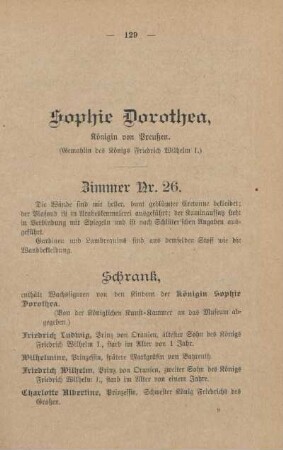 — 129 —
Sophie Dorothea,
Königin von Preußen.
(Gemahlin des Königs Friedrich Wilhelm I.)
Zimmer Nr. 26.
Die Wände sind mit heller, bunt geblümter Kretonne bekleidet;
der Plafond ist in Arabeskenmalerei ausgeführt; der Kaminaufsatz steht
in Verbindung mit Spiegeln und ist nach Schlüter'schen Angaben aus-
geführt.
Gardinen und Lambrequins sind aus demselben Stoff wie die
Wandbekleidung.
Schrank,
enthält Wachsfiguren von den Kindern der Königin Sophie
Dorothea.
(Von der Königlichen Kunst-Kammer an das Museum ab-
gegeben.)
Friedrich Ludwig, Prinz von Oranien, ältester Sohn des Königs
Friedrich Wilhelm I., starb im Alter von 1 Jahr.
Wilhelmine, Prinzessin, spätere Markgräfin von Bayreuth.
Friedrich Wilhelm, Prinz von Oranien, zweiter Sohn des Königs
Friedrich Wilhelm I., starb im Alter von einem Jahre.
Charlotte Albertine, Prinzessin, Schwester König Friedrichs des
Großen.
9